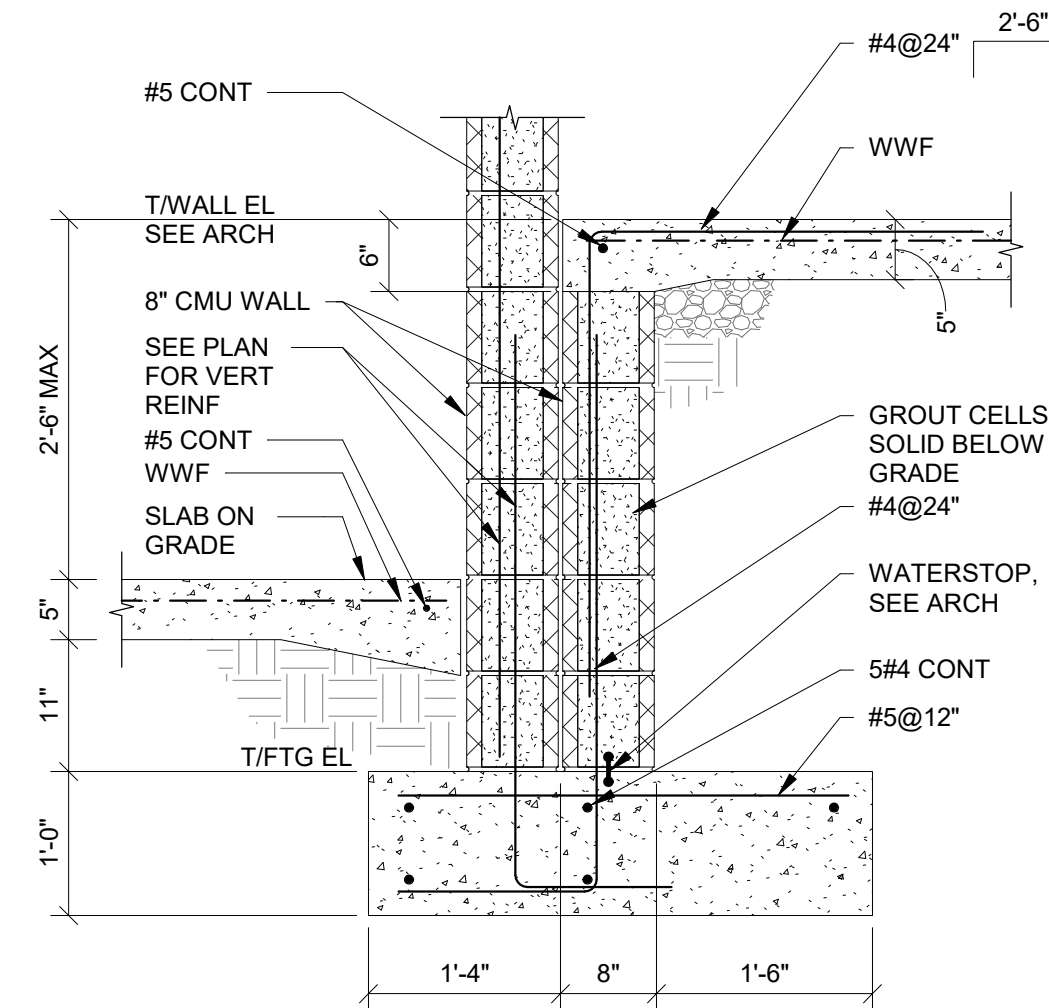 #4@24"
2'-6"
#5 CONT
WWF
T/WALL EL
SEE ARCH
6"
8" CMU WALL
5"
SEE PLAN
FOR VERT
REINF
2'-6" MAX
GROUT CELLS
SOLID BELOW
GRADE
#5 CONT
WWF
#4@24"
SLAB ON
GRADE
WATERSTOP,
SEE ARCH
5"
5#4 CONT
11"
#5@12"
T/FTG EL
1'-0"
1'-4"
8"
1'-6"